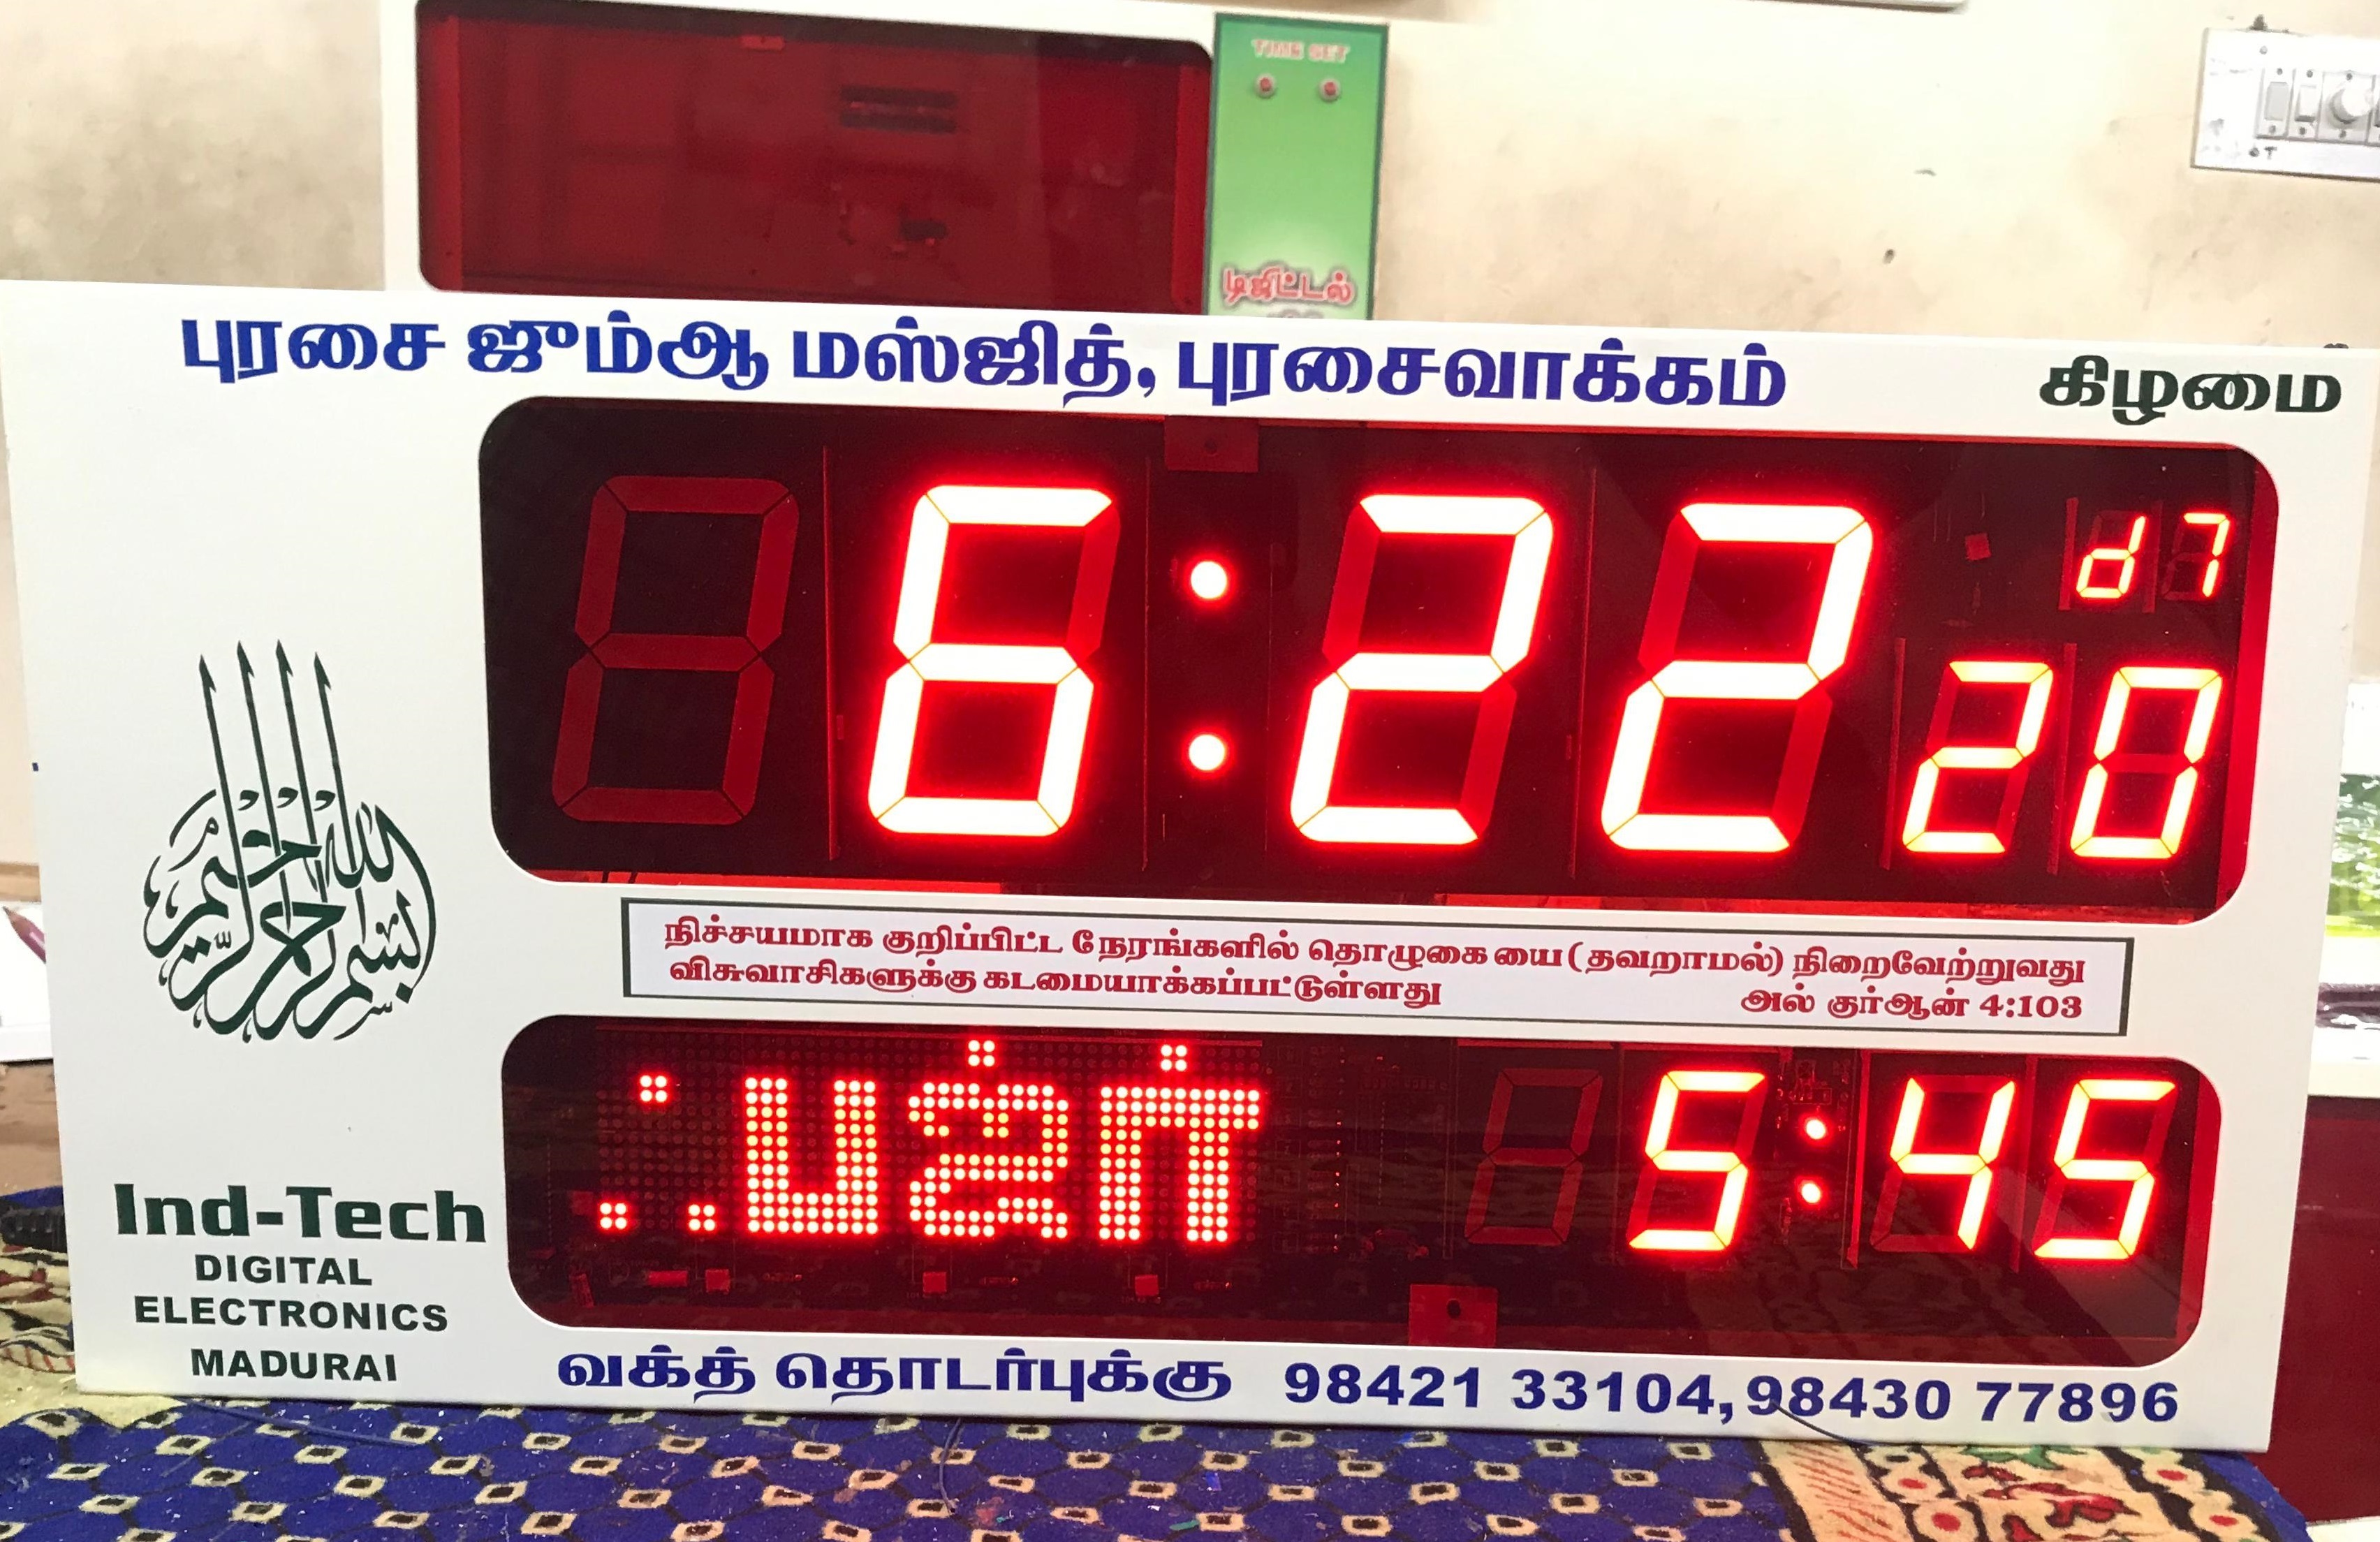 TIME SET
டிஜிட்டல்
புரசை ஜும்ஆ மஸ்ஜித், புரசைவாக்கம்
கிழமை
6:22
d7
20
بسم الله الرحمن الرحيم
நிச்சயமாக குறிப்பிட்ட நேரங்களில் தொழுகையை (தவறாமல்) நிறைவேற்றுவது
விசுவாசிகளுக்கு கடமையாக்கப்பட்டுள்ளது அல் குர்ஆன் 4:103
ஃபஜ்ர் 5:45
Ind-Tech
DIGITAL
ELECTRONICS
MADURAI
வக்த் தொடர்புக்கு 98421 33104, 98430 77896